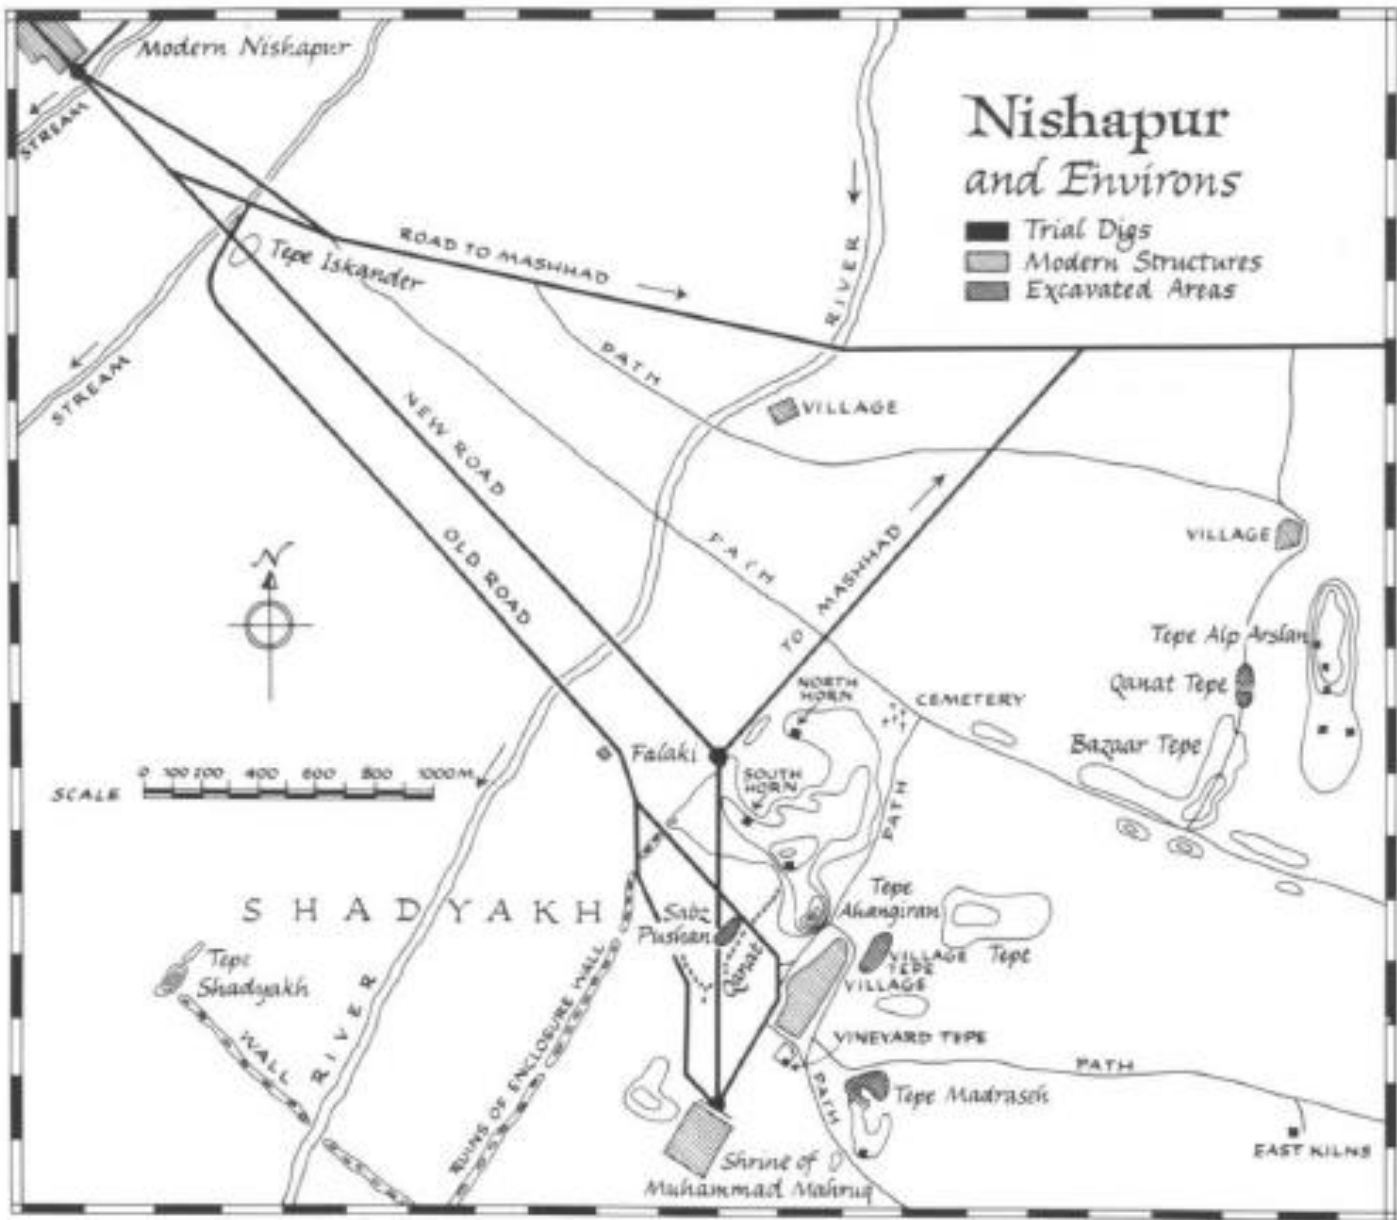 Modern Nishapur
STREAM
Nishapur
and Environs
Trial Digs
Modern Structures
Excavated Areas
Tepe Iskander
ROAD TO MASHHAD
RIVER
STREAM
PATH
VILLAGE
NEW ROAD
OLD ROAD
PATH
TO MASHHAD
VILLAGE
N
Tepe Alp Arslan
Qanat Tepe
Bazaar Tepe
NORTH
HORN
CEMETERY
Falaki
SOUTH
HORN
PATH
SCALE
0 100 200 400 600 800 1000 M.
SHADYAKH
Sabz
Pushan
Qanat
Tepe
Ahangiran
VILLAGE
TEPE
Tepe
VILLAGE
Tepe
Shadyakh
WALL
RIVER
RUINS OF ENCLOSURE WALL
VINEYARD TEPE
PATH
PATH
Tepe Madraseh
EAST KILNS
Shrine of
Muhammad Mahruq